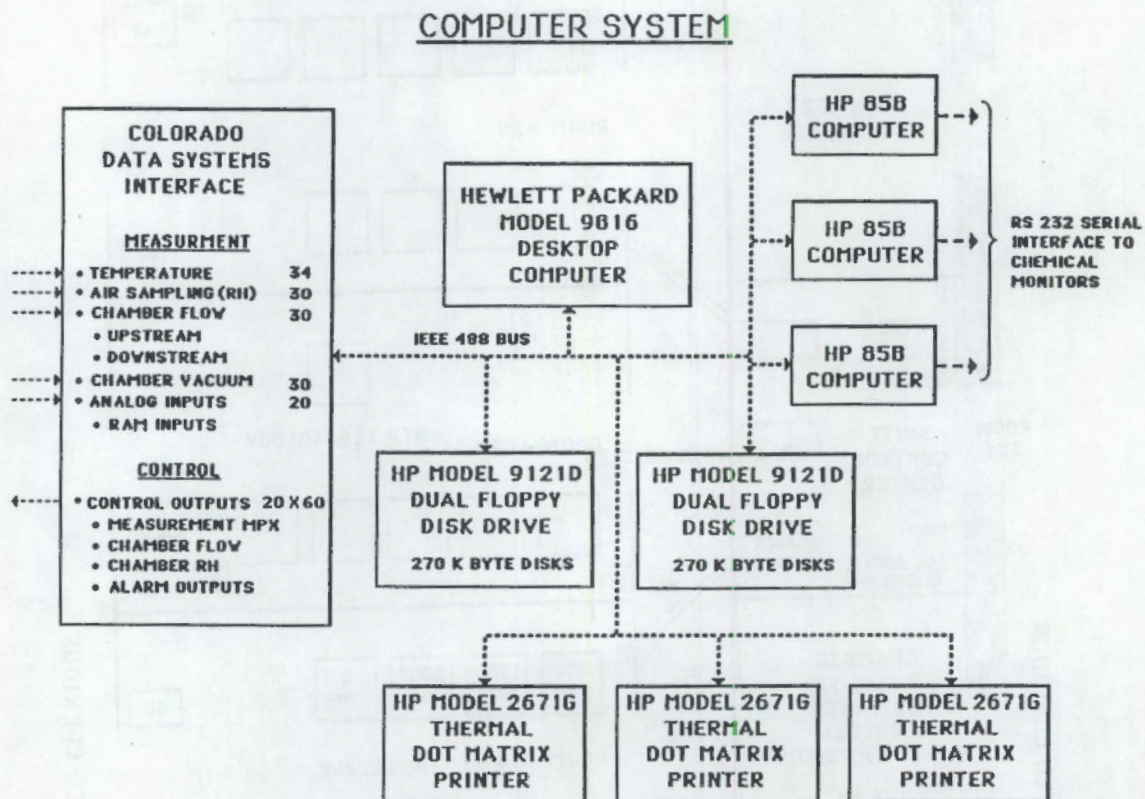 COMPUTER SYSTEM
COLORADO
DATA SYSTEMS
INTERFACE
MEASURMENT
• TEMPERATURE 34
• AIR SAMPLING (RH) 30
• CHAMBER FLOW 30
• UPSTREAM
• DOWNSTREAM
• CHAMBER VACUUM 30
• ANALOG INPUTS 20
• RAM INPUTS
CONTROL
• CONTROL OUTPUTS 20 X 60
• MEASUREMENT MPX
• CHAMBER FLOW
• CHAMBER RH
• ALARM OUTPUTS
HEWLETT PACKARD
MODEL 9816
DESKTOP
COMPUTER
IEEE 488 BUS
HP 85B
COMPUTER
HP 85B
COMPUTER
HP 85B
COMPUTER
RS 232 SERIAL
INTERFACE TO
CHEMICAL
MONITORS
HP MODEL 9121D
DUAL FLOPPY
DISK DRIVE
270 K BYTE DISKS
HP MODEL 9121D
DUAL FLOPPY
DISK DRIVE
270 K BYTE DISKS
HP MODEL 2671G
THERMAL
DOT MATRIX
PRINTER
HP MODEL 2671G
THERMAL
DOT MATRIX
PRINTER
HP MODEL 2671G
THERMAL
DOT MATRIX
PRINTER